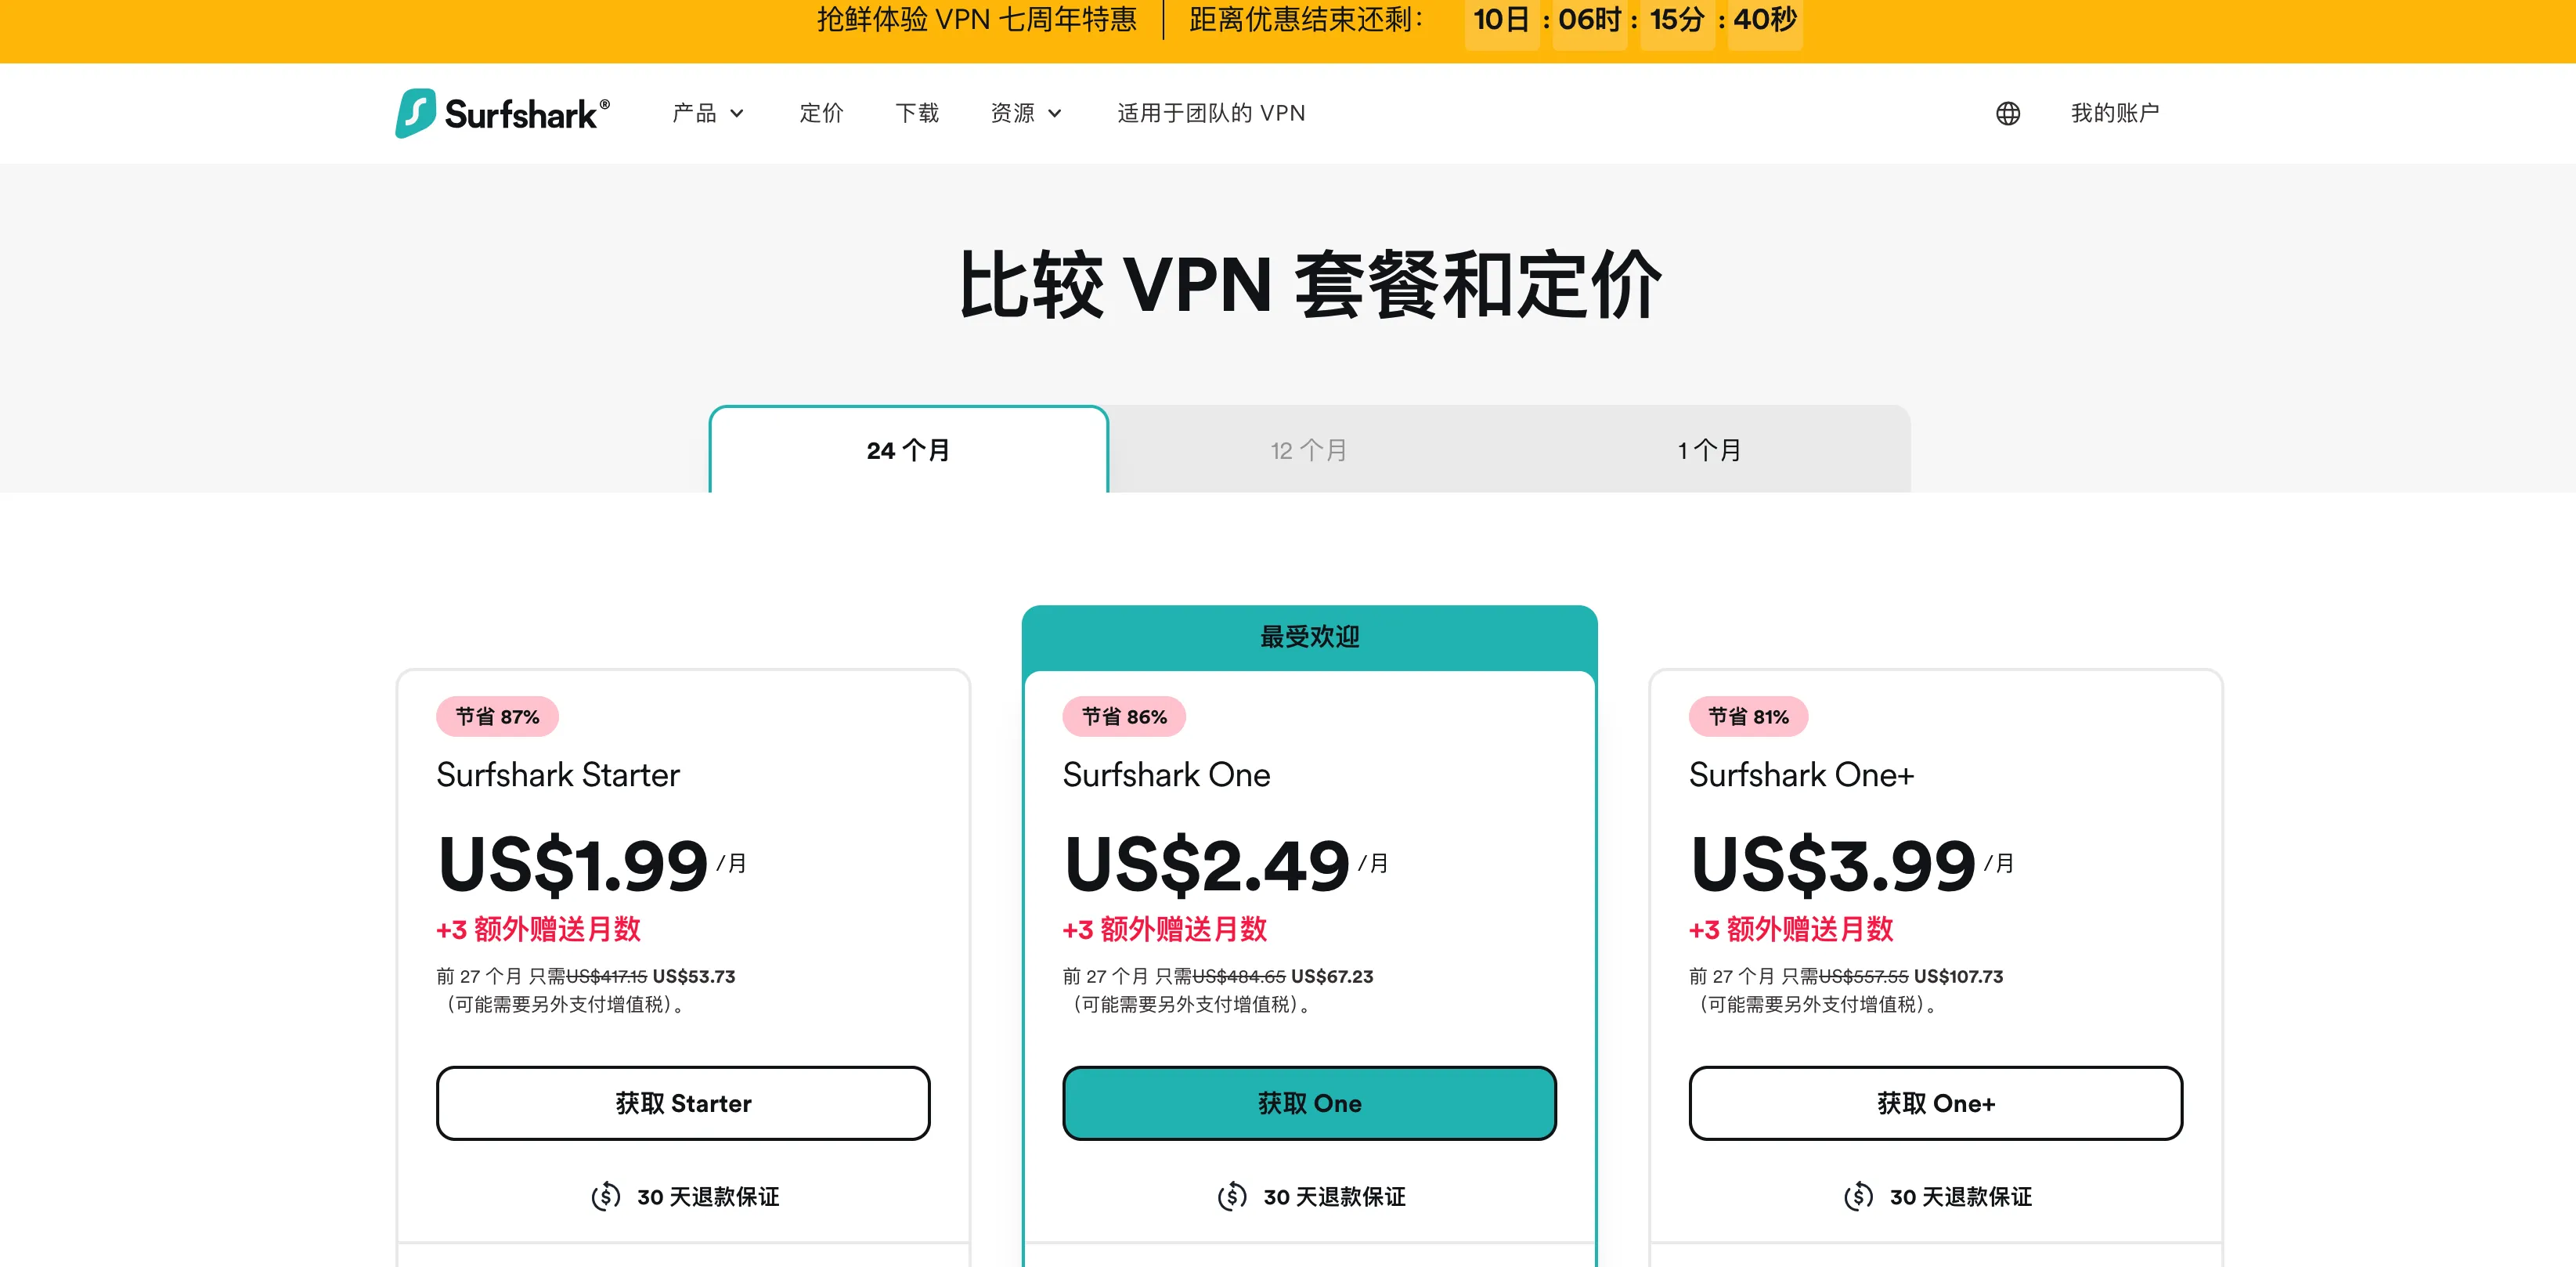 抢鲜体验 VPN 七周年特惠 | 距离优惠结束还剩： 10日 : 06时 : 15分 : 40秒
Surfshark® 产品 定价 下载 资源 适用于团队的 VPN 我的账户
比较 VPN 套餐和定价
24 个月 12 个月 1 个月
最受欢迎
节省 87%
Surfshark Starter
US$1.99 /月
+3 额外赠送月数
前 27 个月 只需US$417.15 US$53.73
（可能需要另外支付增值税）。
获取 Starter
30 天退款保证
节省 86%
Surfshark One
US$2.49 /月
+3 额外赠送月数
前 27 个月 只需US$484.65 US$67.23
（可能需要另外支付增值税）。
获取 One
30 天退款保证
节省 81%
Surfshark One+
US$3.99 /月
+3 额外赠送月数
前 27 个月 只需US$557.55 US$107.73
（可能需要另外支付增值税）。
获取 One+
30 天退款保证